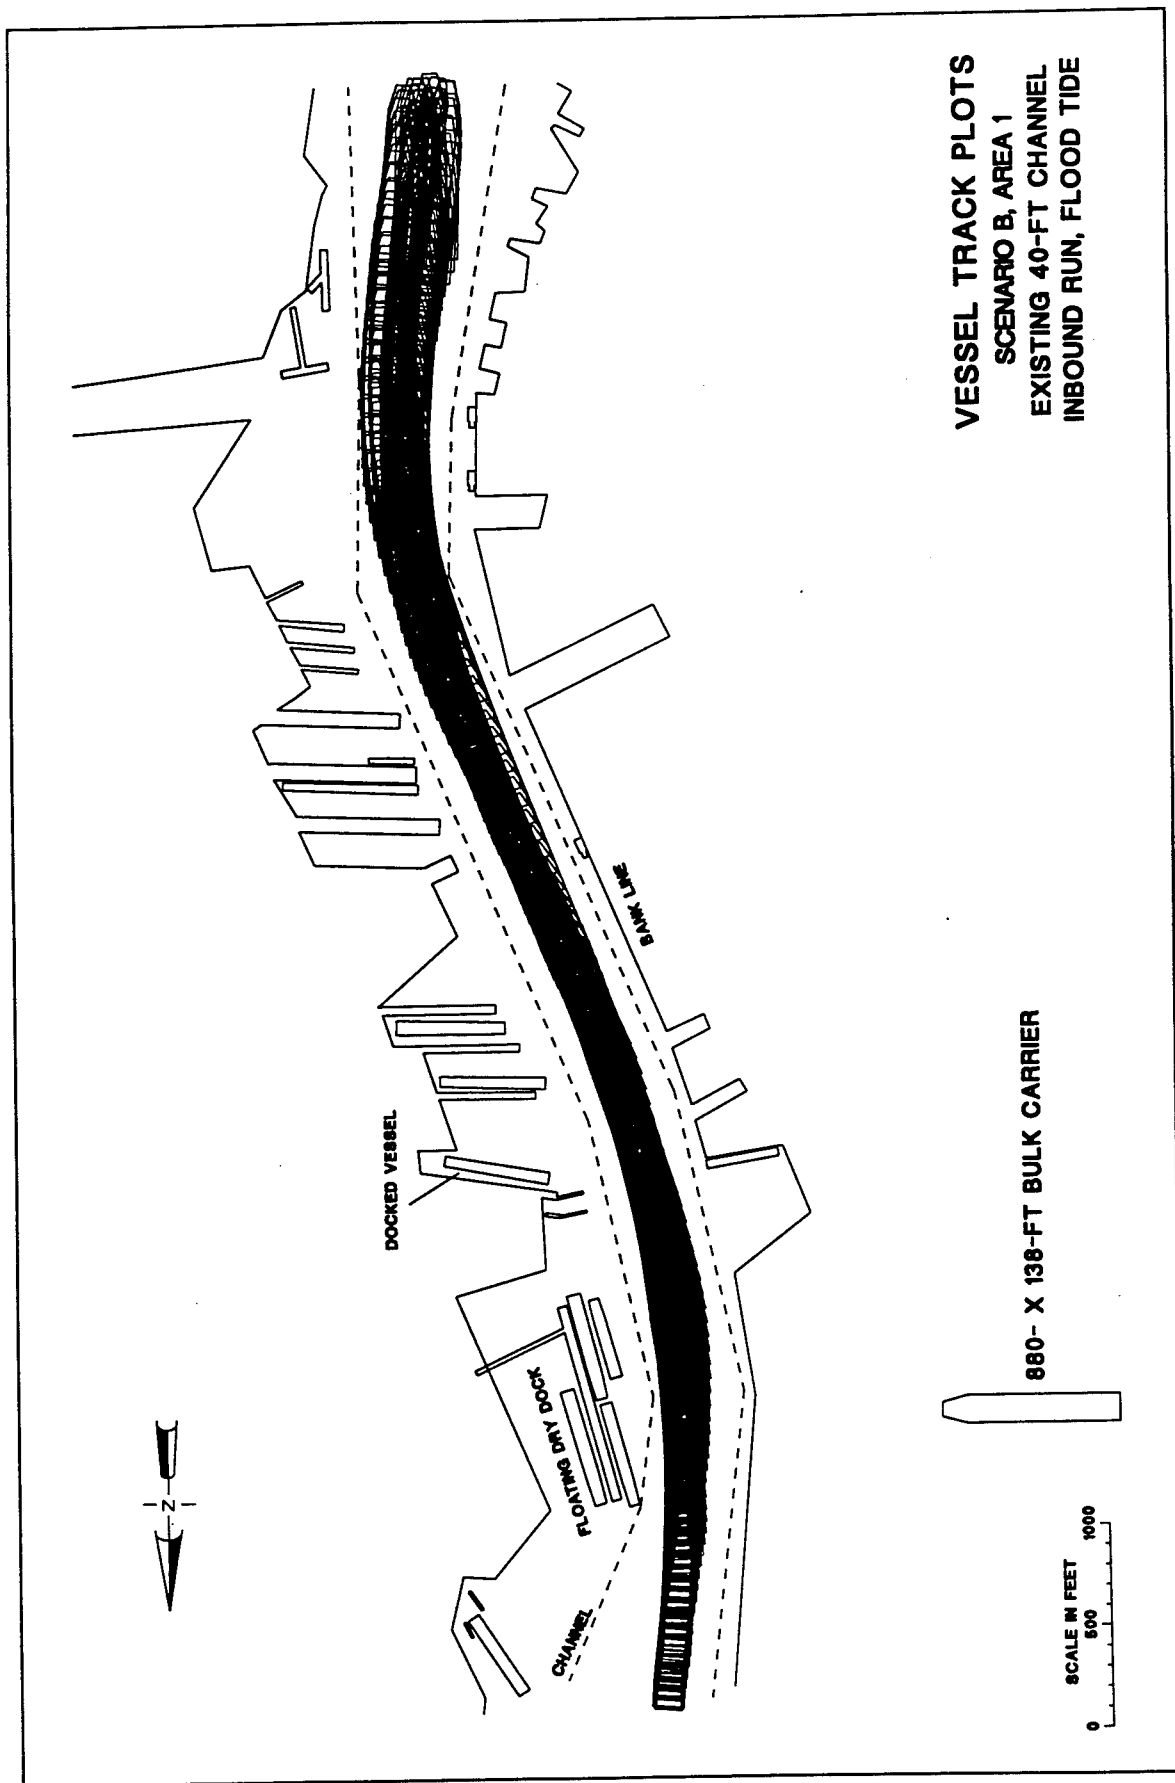 VESSEL TRACK PLOTS
SCENARIO B, AREA 1
EXISTING 40-FT CHANNEL
INBOUND RUN, FLOOD TIDE
N
BANK LINE
DOCKED VESSEL
FLOATING DRY DOCK
CHANNEL
880- X 138-FT BULK CARRIER
SCALE IN FEET
0 500 1000